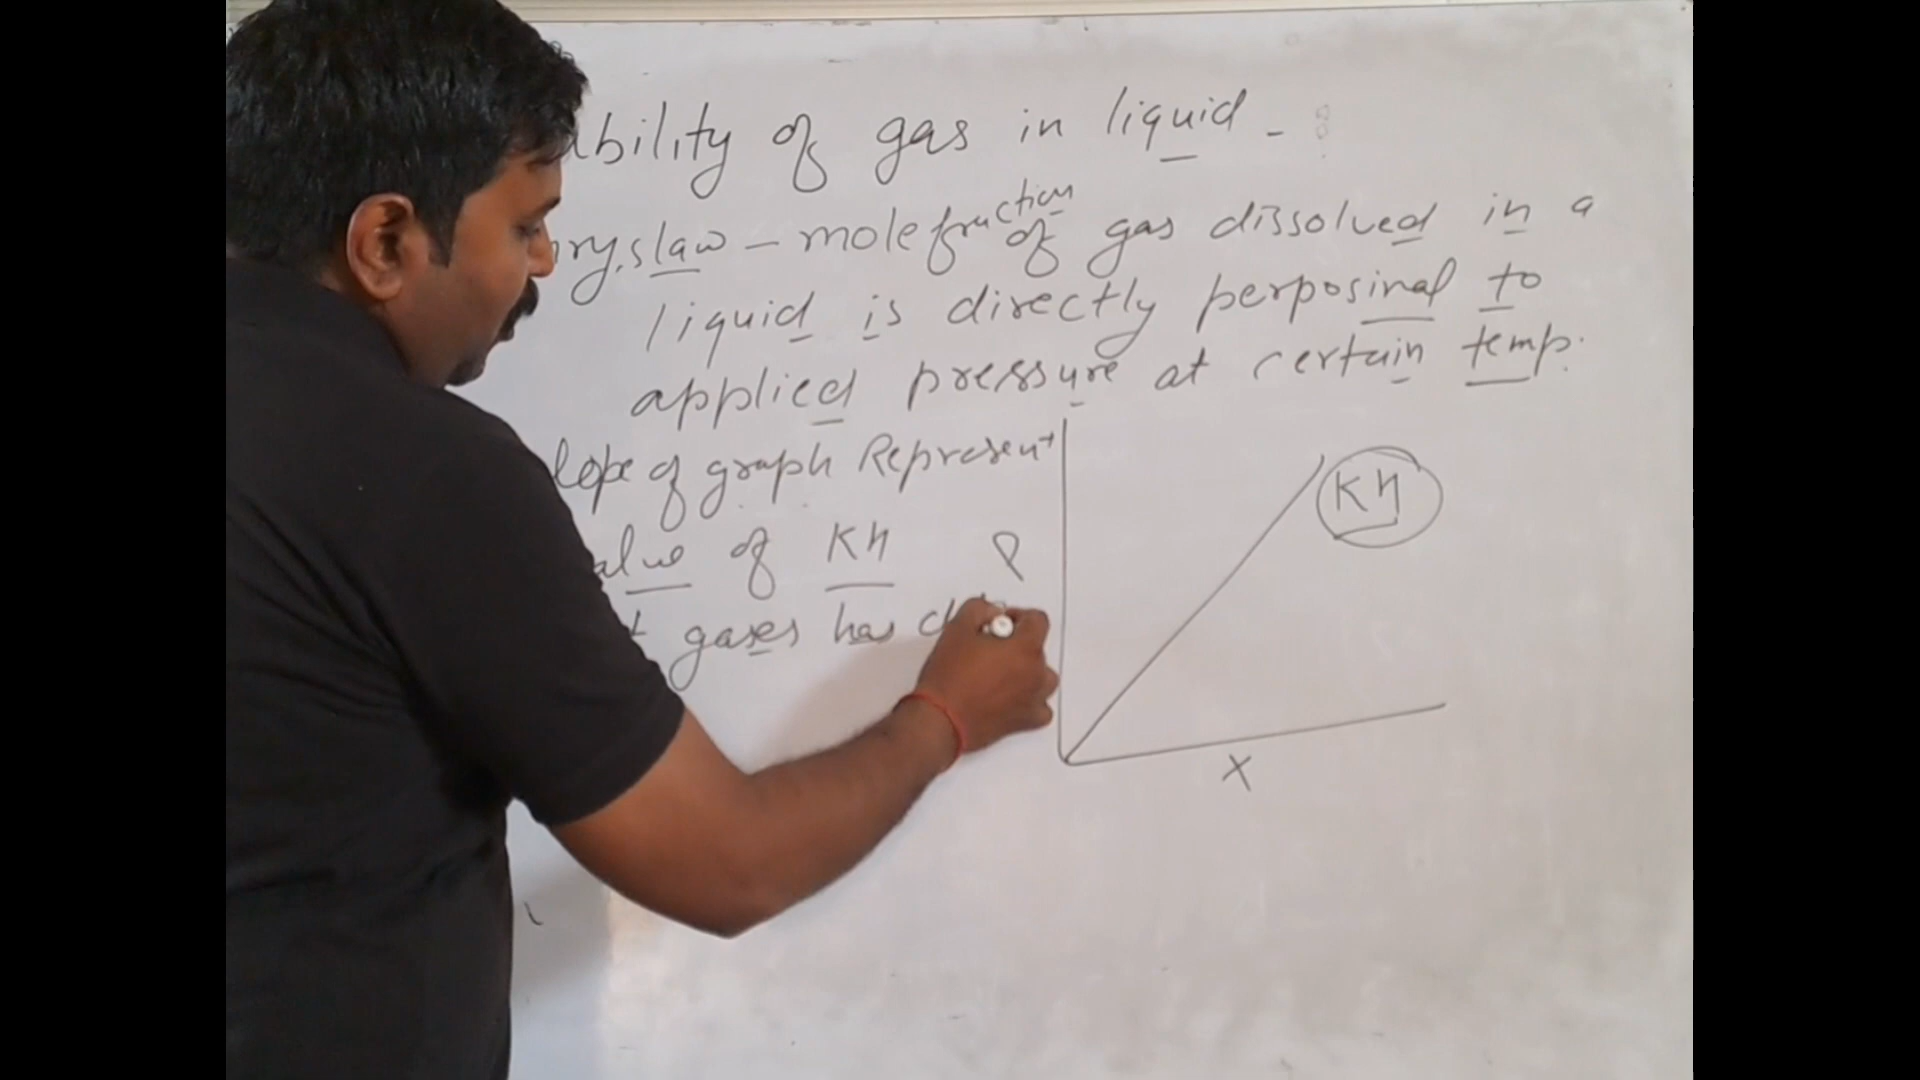 ability of gas in liquid -
ry,s law - mole fraction of gas dissolved in a
liquid is directly perposinal to
applied pressure at certain temp.
lope of graph Represent
alue of KH
gases has
P
KH
X